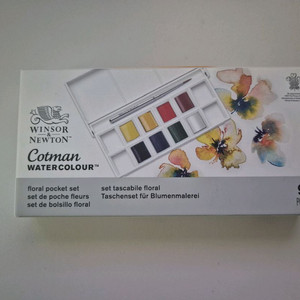 WINSOR
&
NEWTON
Cotman
WATERCOLOUR™
floral pocket set
set de poche fleurs
set de bolsillo floral
set tascabile floral
Taschenset für Blumenmalerei